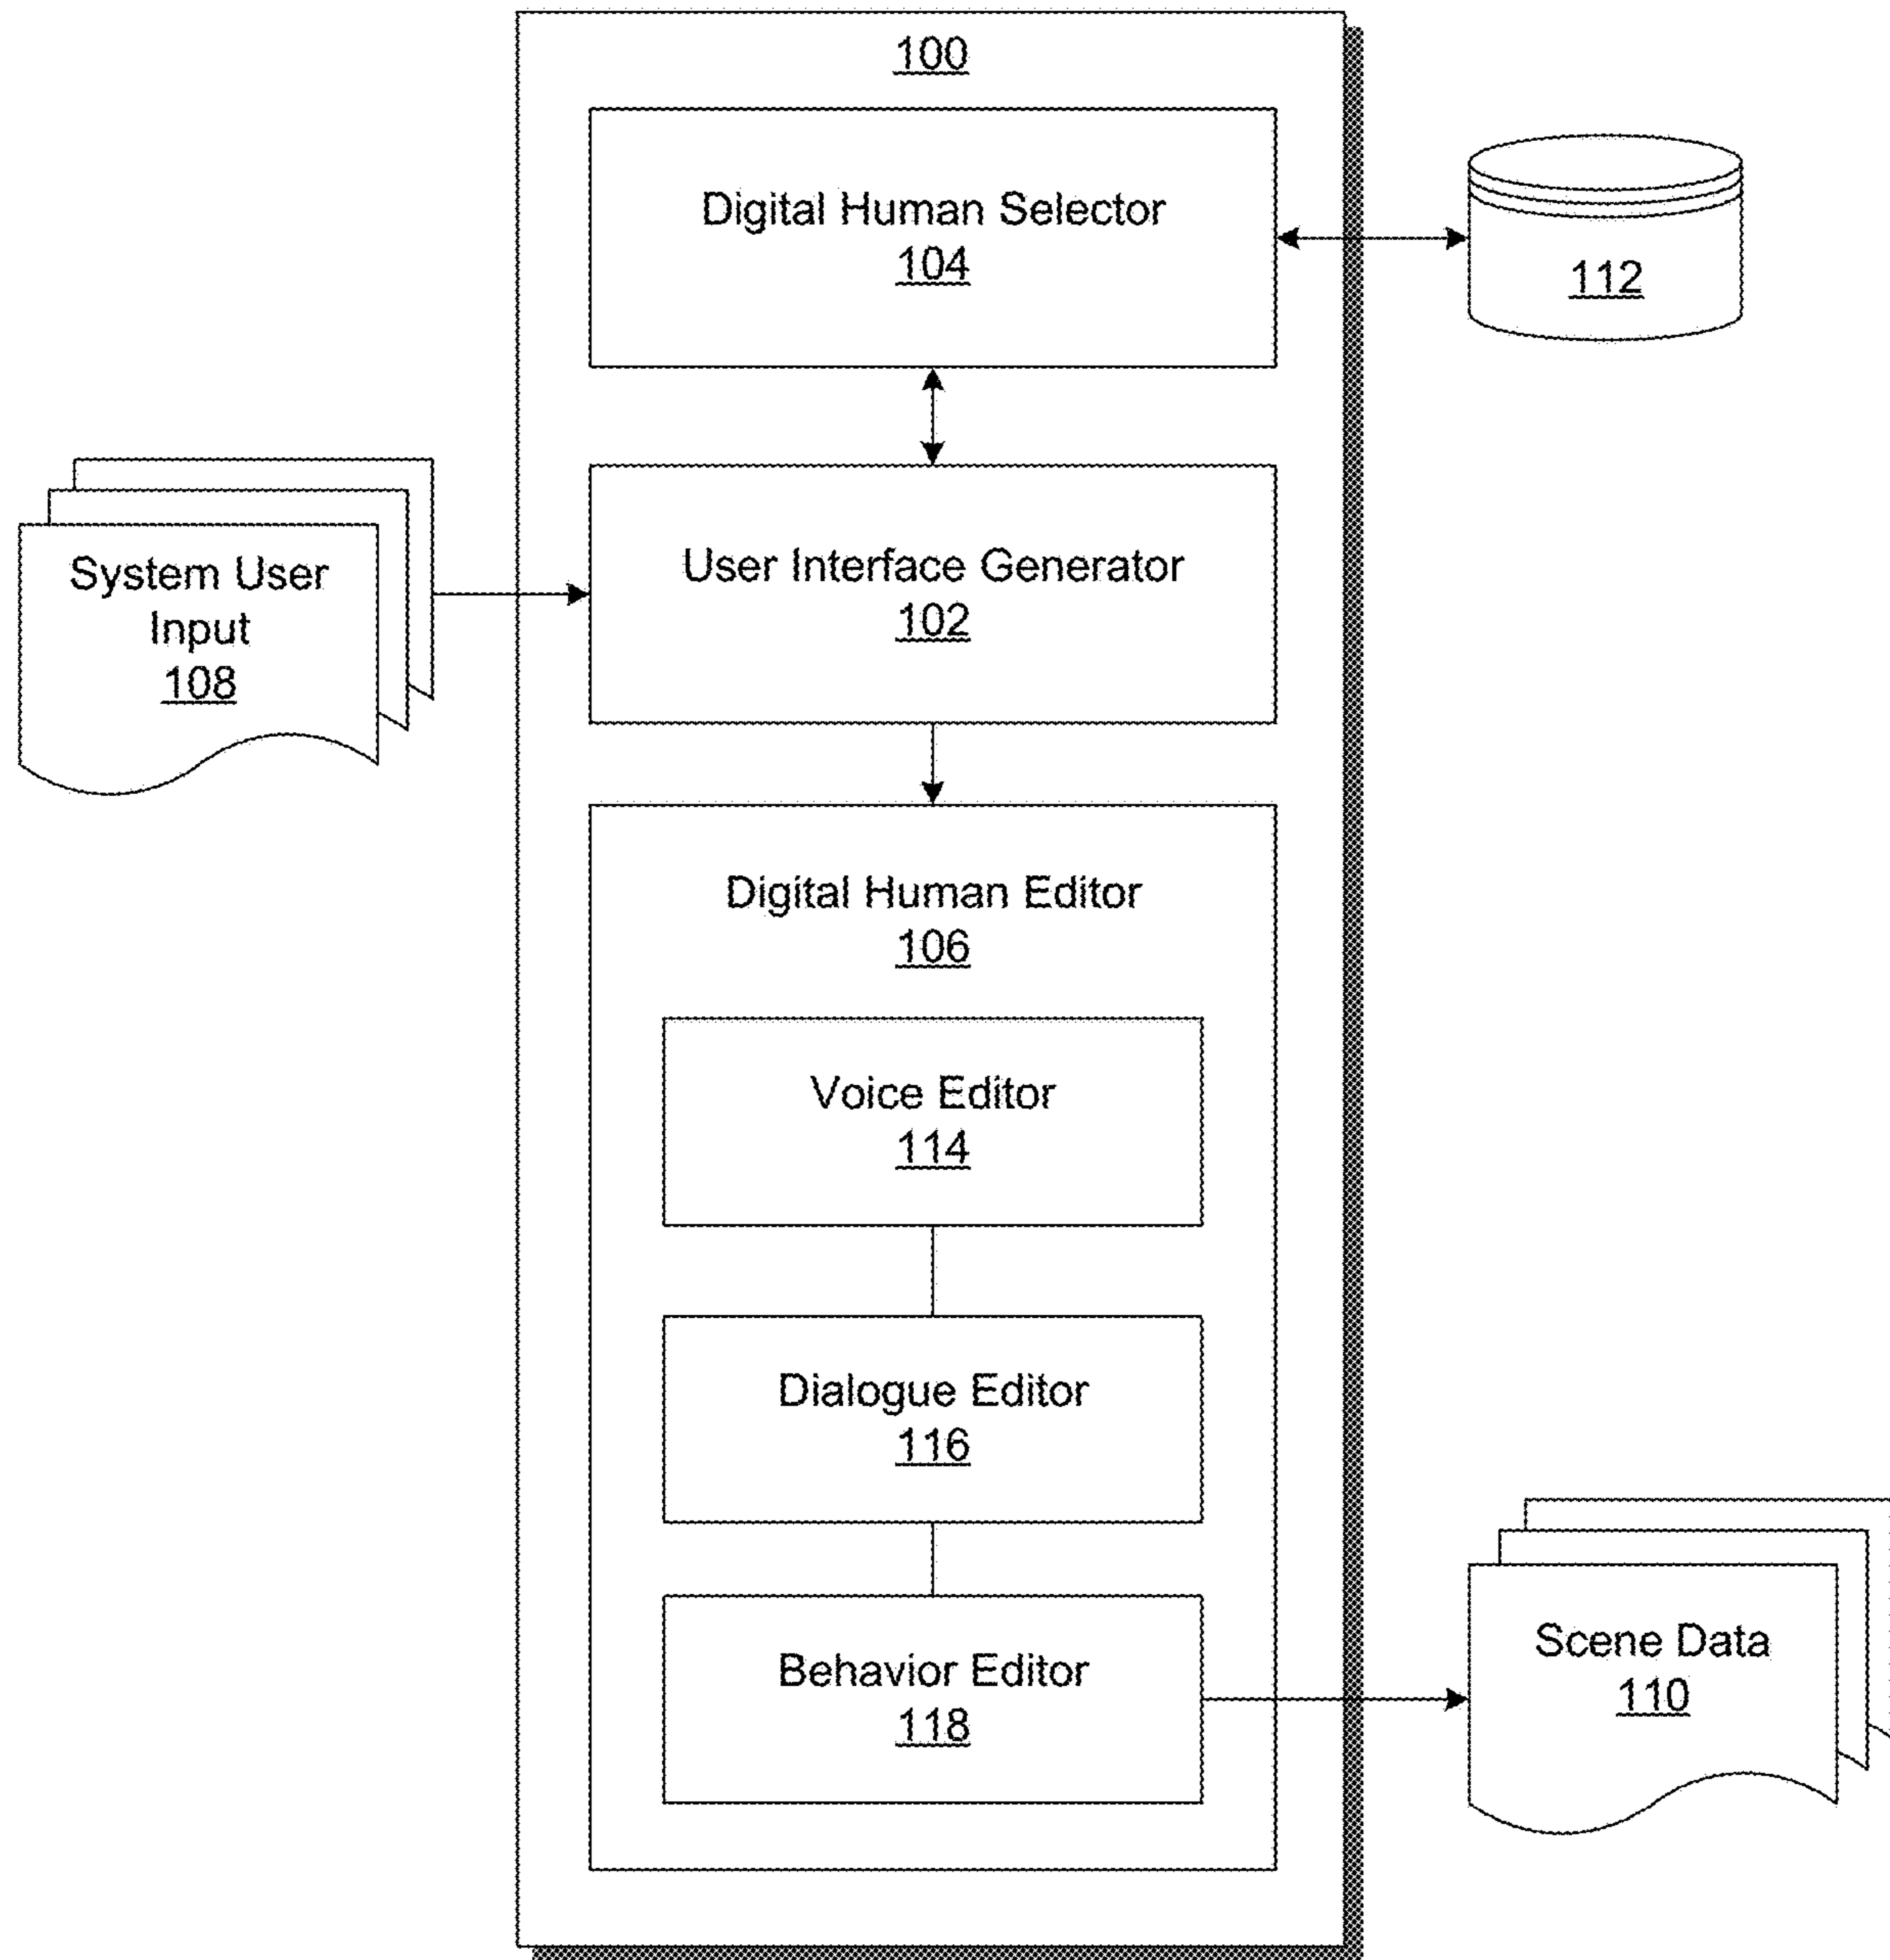 100
Digital Human Selector
104
112
System User
Input
108
User Interface Generator
102
Digital Human Editor
106
Voice Editor
114
Dialogue Editor
116
Behavior Editor
118
Scene Data
110